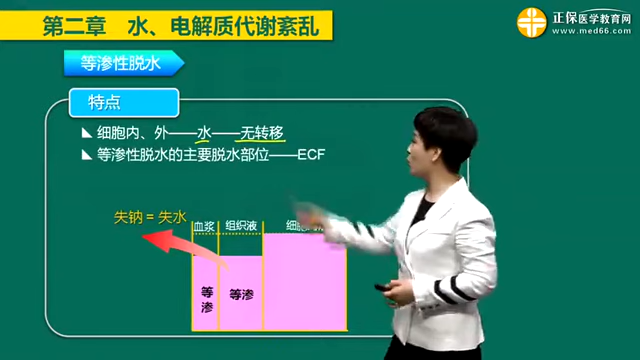 第二章 水、电解质代谢紊乱
正保医学教育网
www.med66.com
等渗性脱水
特点
细胞内、外——水——无转移
等渗性脱水的主要脱水部位——ECF
失钠 = 失水
血浆
组织液
细胞
等渗
等渗